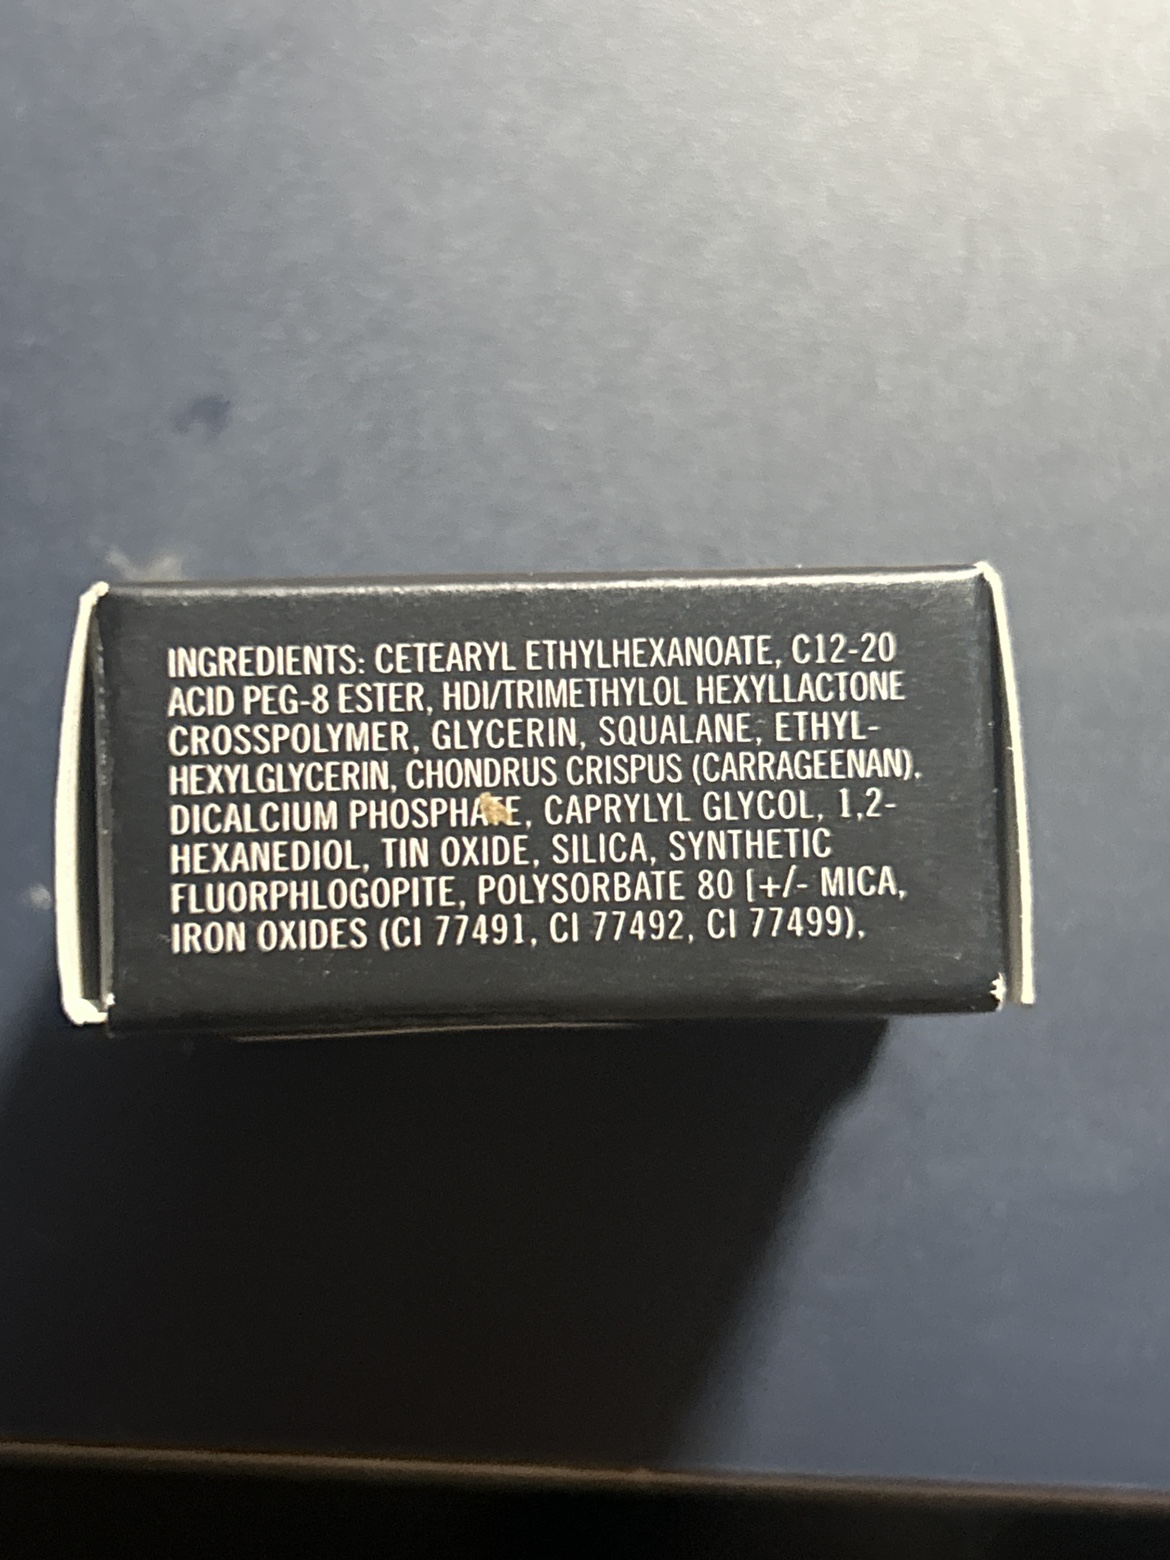 INGREDIENTS: CETEARYL ETHYLHEXANOATE, C12-20
ACID PEG-8 ESTER, HDI/TRIMETHYLOL HEXYLLACTONE
CROSSPOLYMER, GLYCERIN, SQUALANE, ETHYL-
HEXYLGLYCERIN, CHONDRUS CRISPUS (CARRAGEENAN),
DICALCIUM PHOSPHATE, CAPRYLYL GLYCOL, 1,2-
HEXANEDIOL, TIN OXIDE, SILICA, SYNTHETIC
FLUORPHLOGOPITE, POLYSORBATE 80 [+/- MICA,
IRON OXIDES (CI 77491, CI 77492, CI 77499),